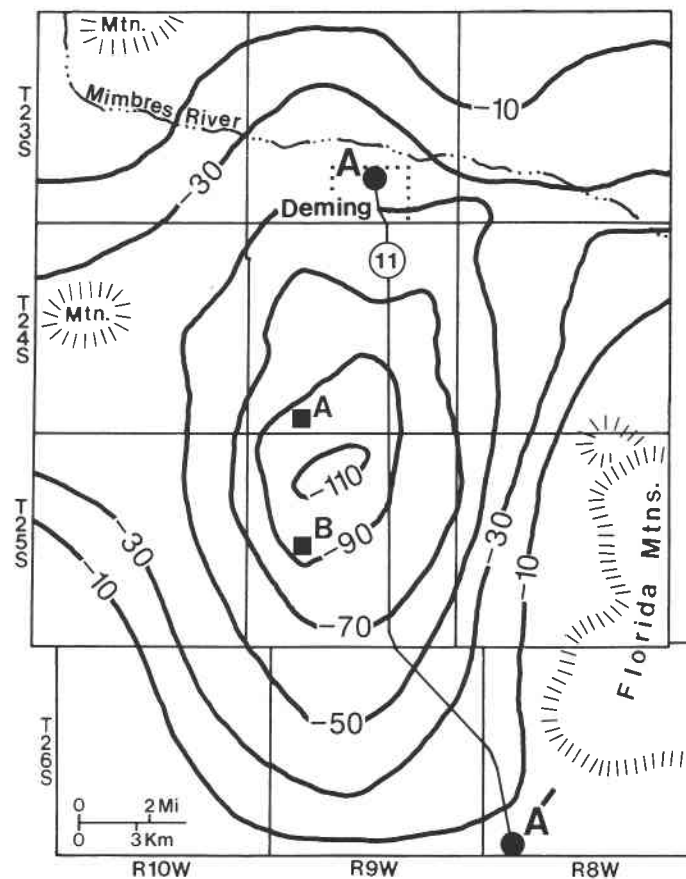 Mtn.
T23S
Mimbres River
-10
-30
A
Deming
11
T24S
Mtn.
A
-110
T25S
B
-90
-30
-30
-10
-10
Florida Mtns.
-70
-50
T26S
0 2 Mi
0 3 Km
A′
R10W R9W R8W